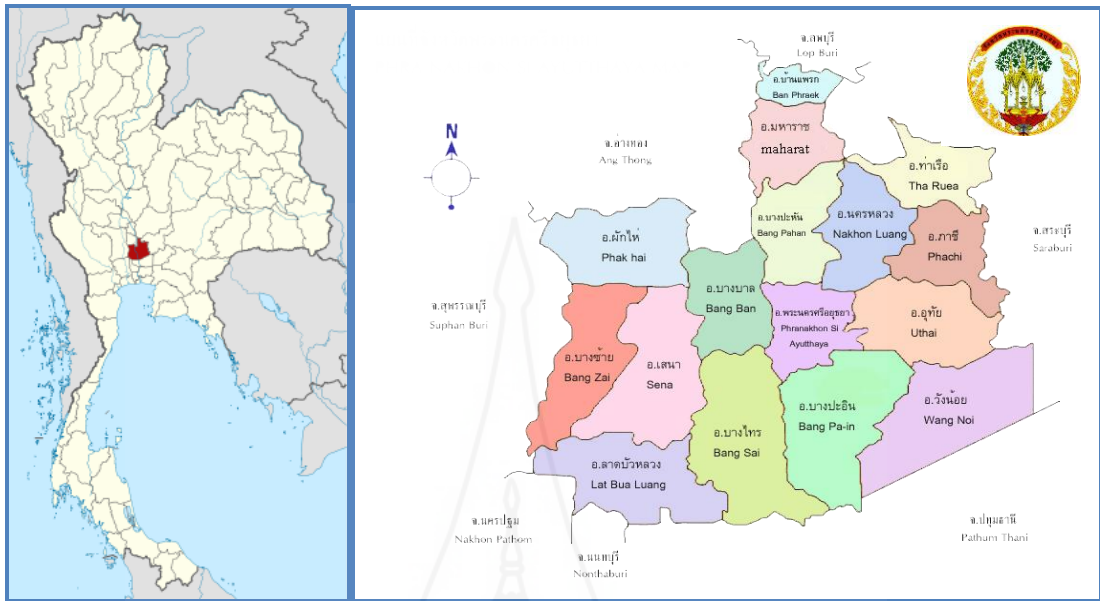 จ.ลพบุรี
Lop Buri
อ.บ้านแพรก
Ban Phraek
อ.มหาราช
maharat
จ.อ่างทอง
Ang Thong
N
อ.ท่าเรือ
Tha Ruea
อ.บางปะหัน
Bang Pahan
อ.นครหลวง
Nakhon Luang
อ.ภาชี
Phachi
จ.สระบุรี
Saraburi
อ.ผักไห่
Phak hai
จ.สุพรรณบุรี
Suphan Buri
อ.บางบาล
Bang Ban
อ.พระนครศรีอยุธยา
Phranakhon Si
Ayutthaya
อ.อุทัย
Uthai
อ.บางซ้าย
Bang Zai
อ.เสนา
Sena
อ.บางไทร
Bang Sai
อ.บางปะอิน
Bang Pa-in
อ.วังน้อย
Wang Noi
อ.ลาดบัวหลวง
Lat Bua Luang
จ.นครปฐม
Nakhon Pathom
จ.นนทบุรี
Nonthaburi
จ.ปทุมธานี
Pathum Thani